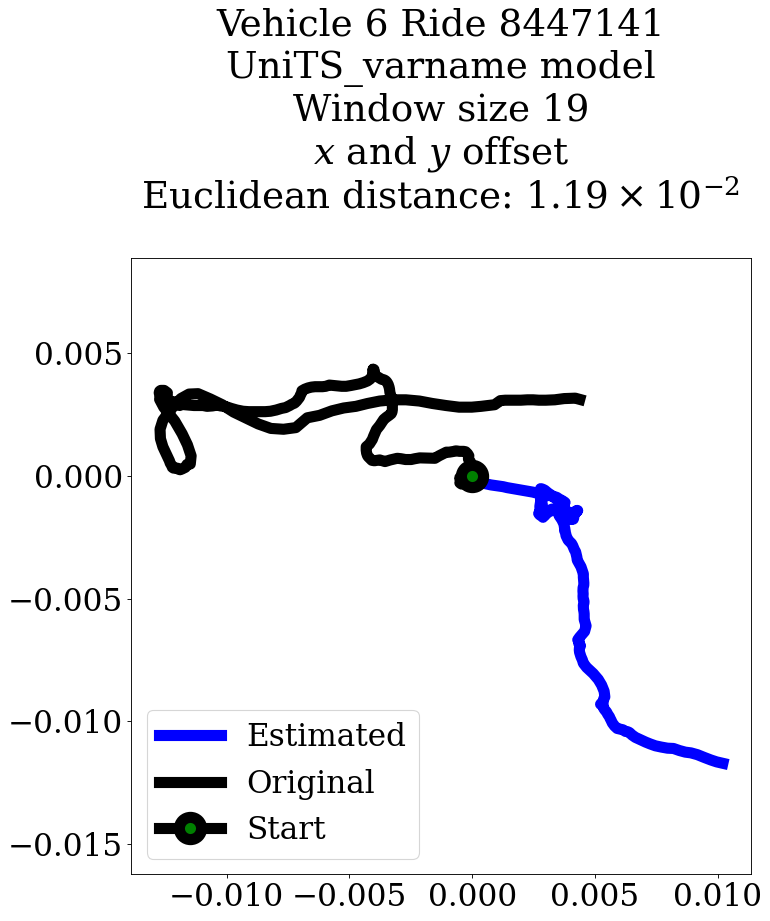 Vehicle 6 Ride 8447141
UniTS_varname model
Window size 19
x and y offset
Euclidean distance: 1.19 × 10⁻²
0.005
0.000
−0.005
−0.010
−0.015
Estimated
Original
Start
−0.010 −0.005 0.000 0.005 0.010